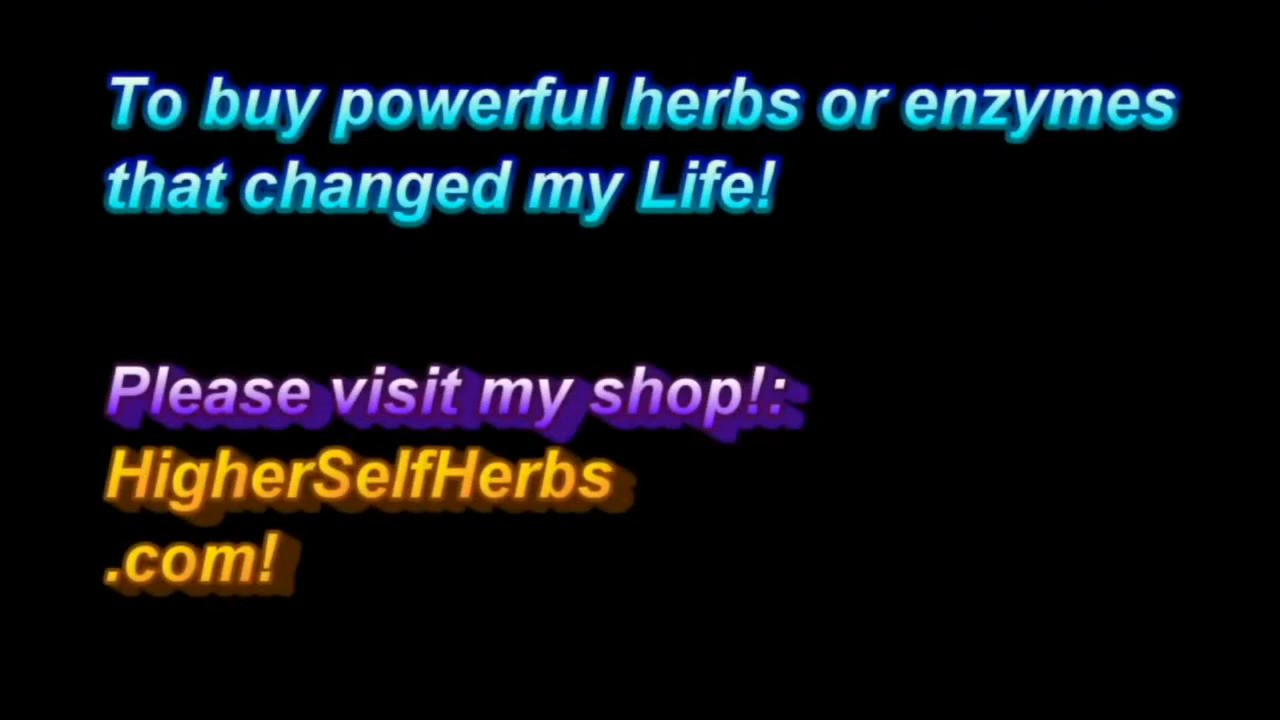 To buy powerful herbs or enzymes
that changed my Life!
Please visit my shop!:
HigherSelfHerbs
.com!